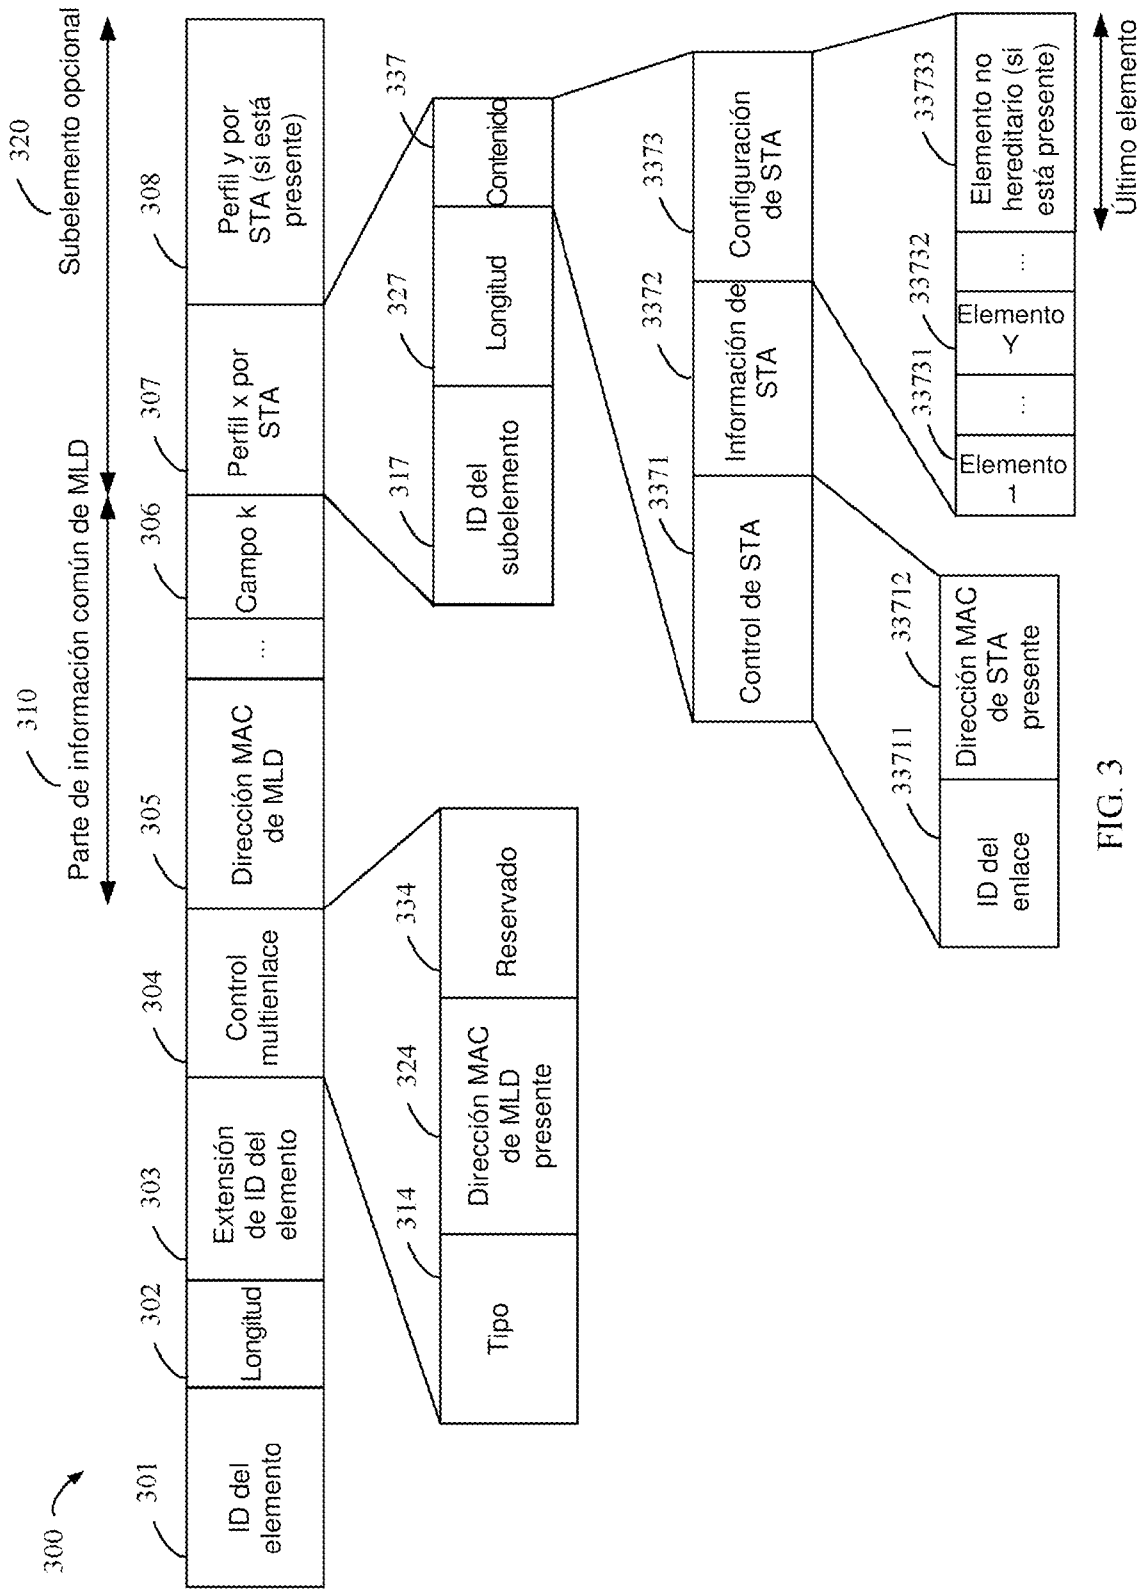 300
310
Parte de información común de MLD
320
Subelemento opcional
301
302
303
304
305
306
307
308
ID del
elemento
Longitud
Extensión
de ID del
elemento
Control
multienlace
Dirección MAC
de MLD
...
Campo k
Perfil x por
STA
Perfil y por
STA (si está
presente)
314
324
334
Tipo
Dirección MAC
de MLD
presente
Reservado
317
327
337
ID del
subelemento
Longitud
Contenido
3371
3372
3373
Control de STA
Información de
STA
Configuración
de STA
33711
33712
ID del
enlace
Dirección MAC
de STA
presente
33731
33732
33733
Elemento
1
...
Elemento
Y
...
Elemento no
hereditario (si
está presente)
Último elemento
FIG. 3